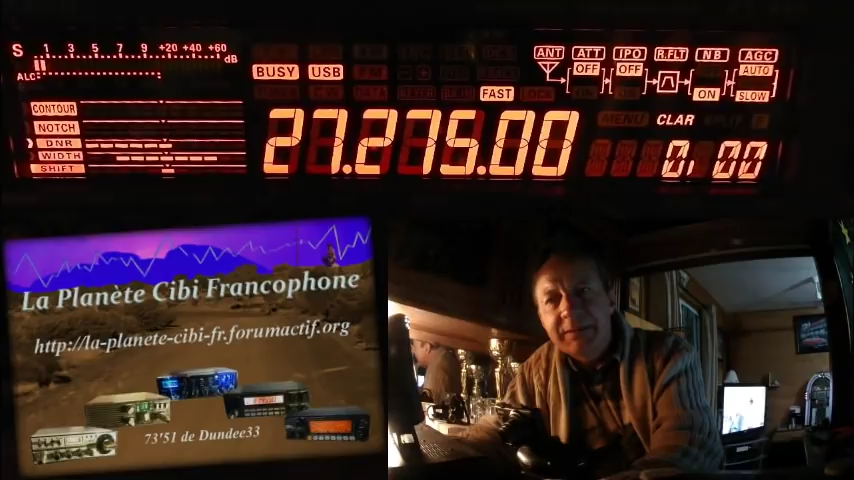 S 1 3 5 7 9 +20 +40 +60 dB
ALC
BUSY USB
FAST
ANT ATT IPO R.FLT NB AGC
OFF OFF AUTO
ON SLOW
CONTOUR
NOTCH
DNR
WIDTH
SHIFT
27.275.00
MENU CLAR SPLIT
0.00
La Planète Cibi Francophone
http://la-planete-cibi-fr.forumactif.org
73'51 de Dundee33